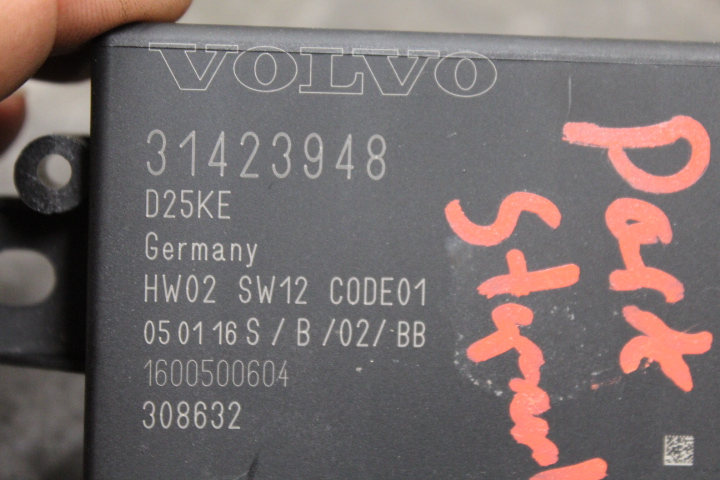 VOLVO
31423948
D25KE
Germany
HW02 SW12 CODE01
05 01 16 S / B /02/ BB
1600500604
308632
Park